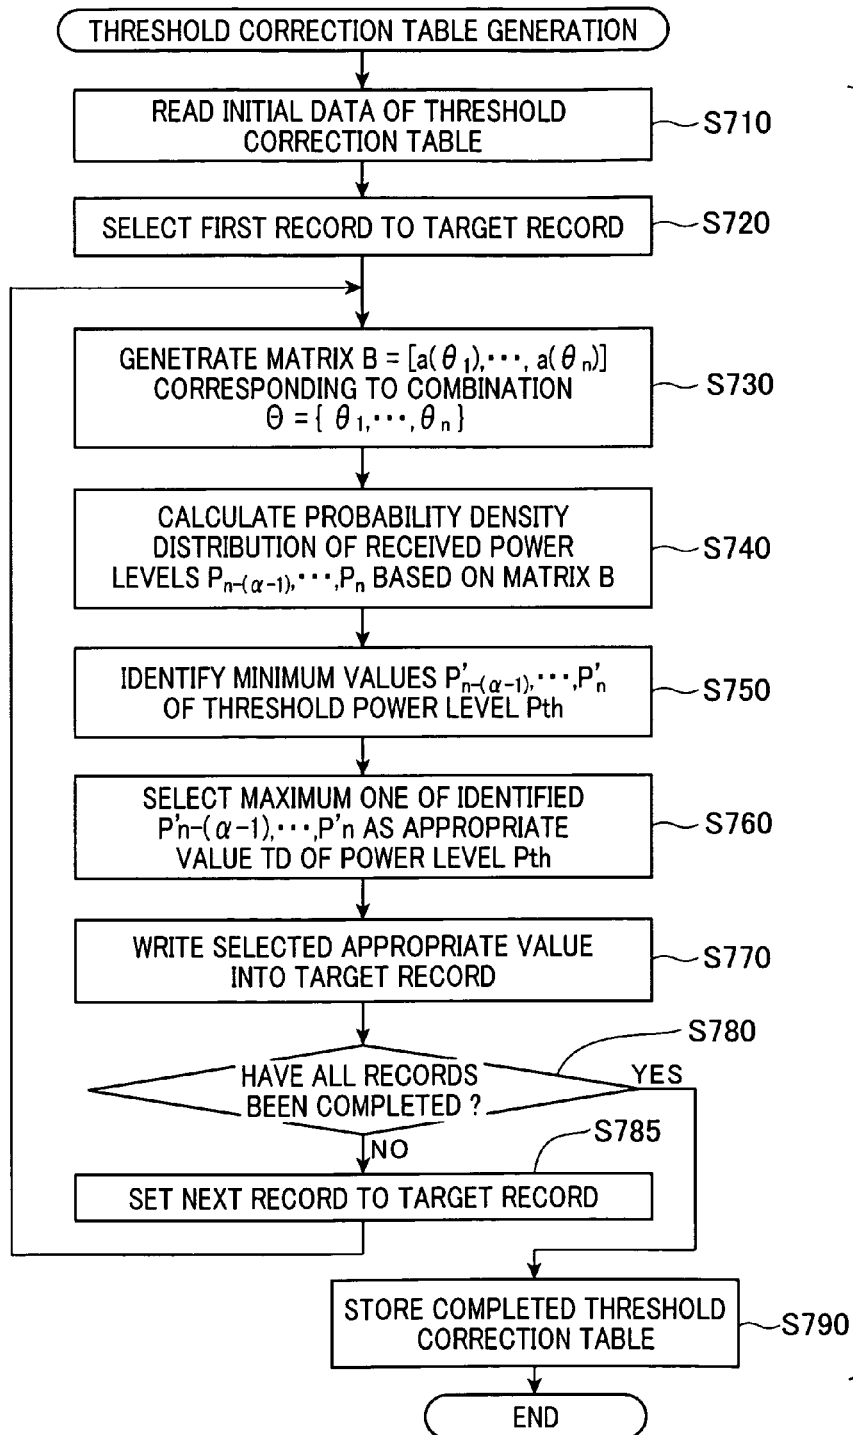 THRESHOLD CORRECTION TABLE GENERATION
READ INITIAL DATA OF THRESHOLD
CORRECTION TABLE
S710
SELECT FIRST RECORD TO TARGET RECORD
S720
GENETRATE MATRIX B = [a(θ₁),···, a(θₙ)]
CORRESPONDING TO COMBINATION
Θ = { θ₁,···,θₙ }
S730
CALCULATE PROBABILITY DENSITY
DISTRIBUTION OF RECEIVED POWER
LEVELS Pn-(α-1),···,Pn BASED ON MATRIX B
S740
IDENTIFY MINIMUM VALUES P'n-(α-1),···,P'n
OF THRESHOLD POWER LEVEL Pth
S750
SELECT MAXIMUM ONE OF IDENTIFIED
P'n-(α-1),···,P'n AS APPROPRIATE
VALUE TD OF POWER LEVEL Pth
S760
WRITE SELECTED APPROPRIATE VALUE
INTO TARGET RECORD
S770
HAVE ALL RECORDS
BEEN COMPLETED ?
S780
YES
NO
S785
SET NEXT RECORD TO TARGET RECORD
STORE COMPLETED THRESHOLD
CORRECTION TABLE
S790
END